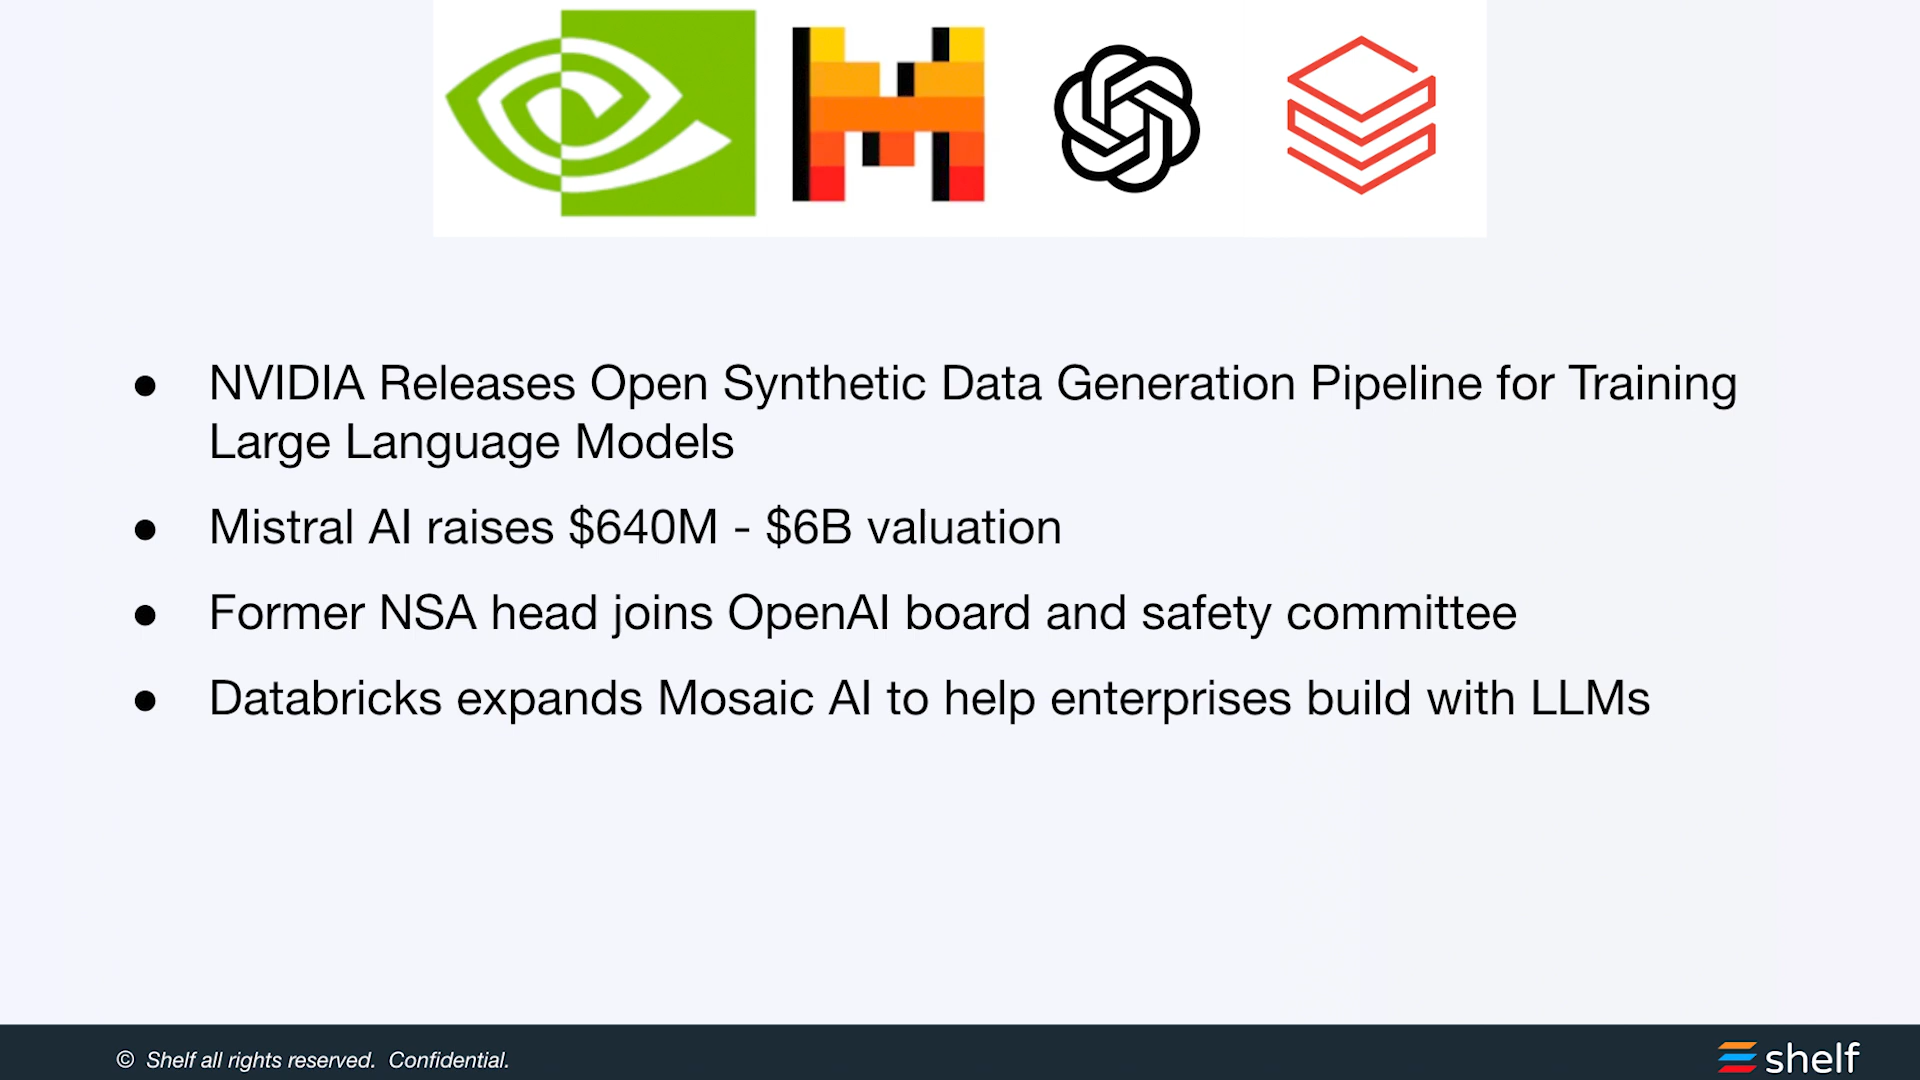 ● NVIDIA Releases Open Synthetic Data Generation Pipeline for Training
Large Language Models
● Mistral AI raises $640M - $6B valuation
● Former NSA head joins OpenAI board and safety committee
● Databricks expands Mosaic AI to help enterprises build with LLMs
© Shelf all rights reserved. Confidential.
shelf